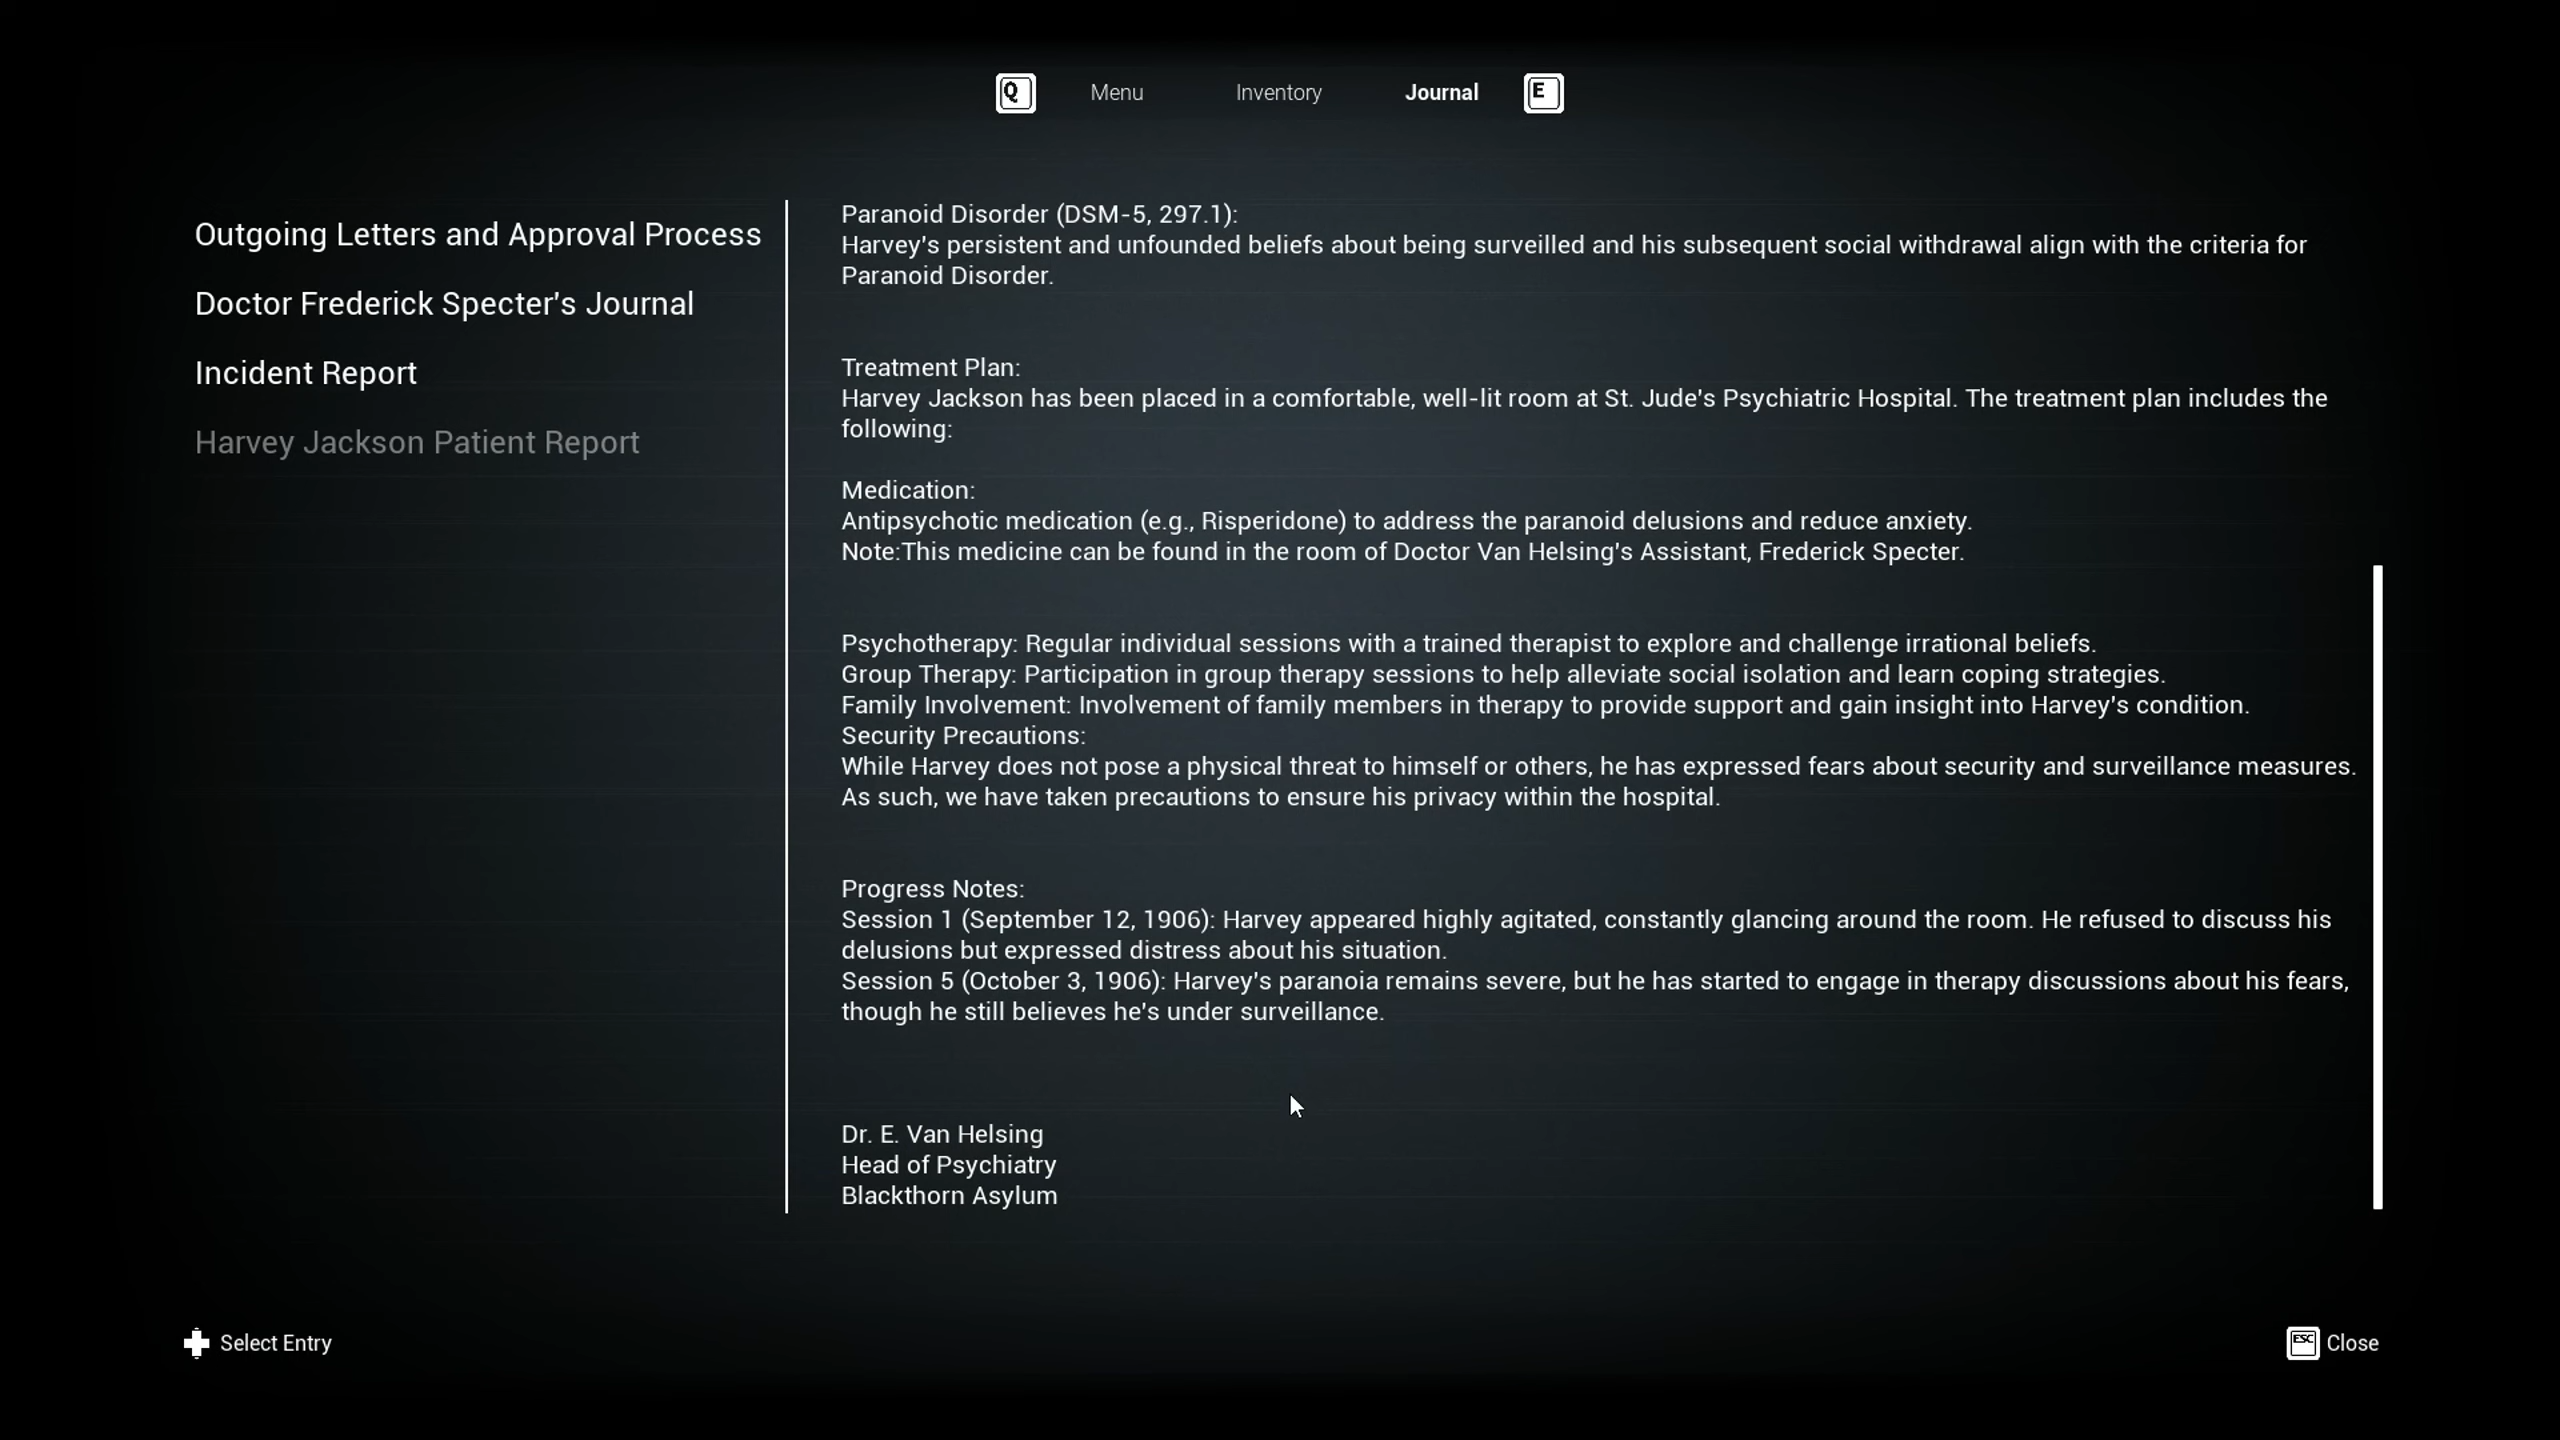 Q
Menu
Inventory
Journal
E
Outgoing Letters and Approval Process
Doctor Frederick Specter's Journal
Incident Report
Harvey Jackson Patient Report
Paranoid Disorder (DSM-5, 297.1):
Harvey's persistent and unfounded beliefs about being surveilled and his subsequent social withdrawal align with the criteria for
Paranoid Disorder.
Treatment Plan:
Harvey Jackson has been placed in a comfortable, well-lit room at St. Jude's Psychiatric Hospital. The treatment plan includes the
following:
Medication:
Antipsychotic medication (e.g., Risperidone) to address the paranoid delusions and reduce anxiety.
Note:This medicine can be found in the room of Doctor Van Helsing's Assistant, Frederick Specter.
Psychotherapy: Regular individual sessions with a trained therapist to explore and challenge irrational beliefs.
Group Therapy: Participation in group therapy sessions to help alleviate social isolation and learn coping strategies.
Family Involvement: Involvement of family members in therapy to provide support and gain insight into Harvey's condition.
Security Precautions:
While Harvey does not pose a physical threat to himself or others, he has expressed fears about security and surveillance measures.
As such, we have taken precautions to ensure his privacy within the hospital.
Progress Notes:
Session 1 (September 12, 1906): Harvey appeared highly agitated, constantly glancing around the room. He refused to discuss his
delusions but expressed distress about his situation.
Session 5 (October 3, 1906): Harvey's paranoia remains severe, but he has started to engage in therapy discussions about his fears,
though he still believes he's under surveillance.
Dr. E. Van Helsing
Head of Psychiatry
Blackthorn Asylum
Select Entry
ESC
Close